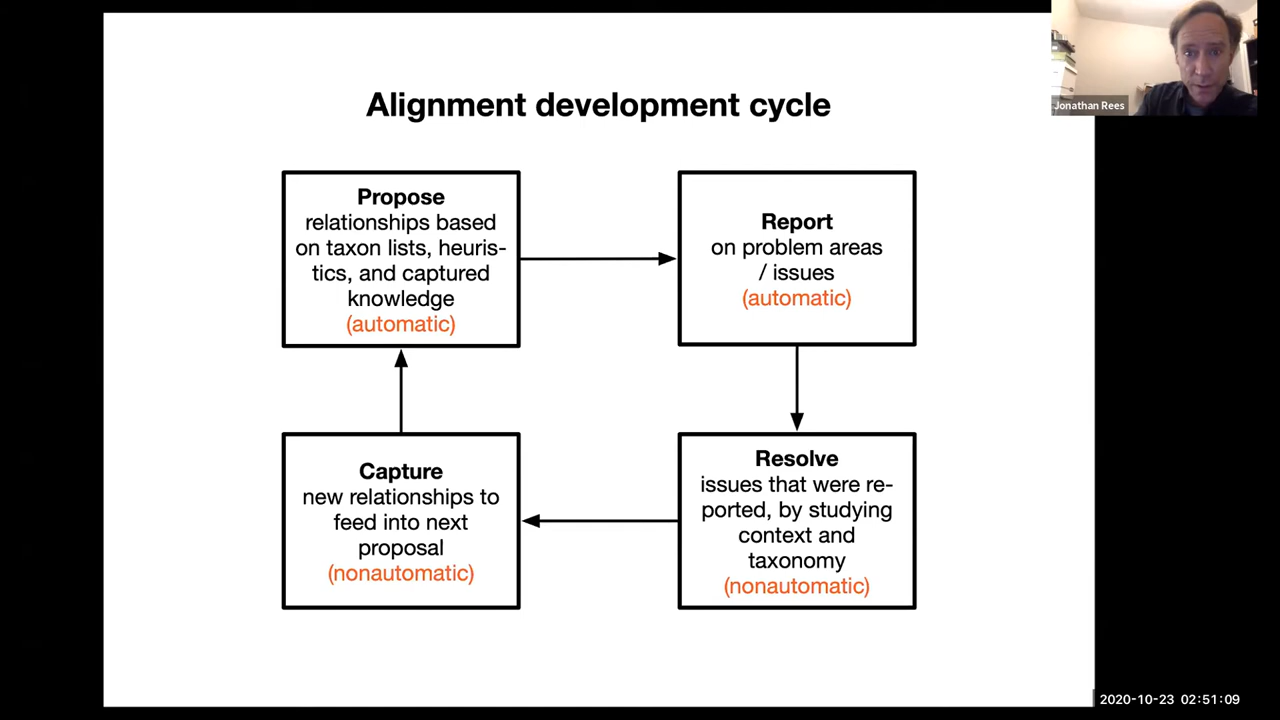 Alignment development cycle
Propose
relationships based
on taxon lists, heuris-
tics, and captured
knowledge
(automatic)
Report
on problem areas
/ issues
(automatic)
Capture
new relationships to
feed into next
proposal
(nonautomatic)
Resolve
issues that were re-
ported, by studying
context and
taxonomy
(nonautomatic)
Jonathan Rees
2020-10-23 02:51:09